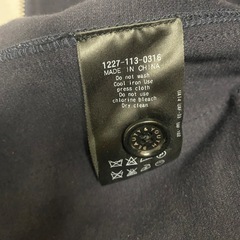 1227-113-0316
MADE IN CHINA
Do not wash
Cool iron Use
press cloth
Do not use
chlorine bleach
Dry clean